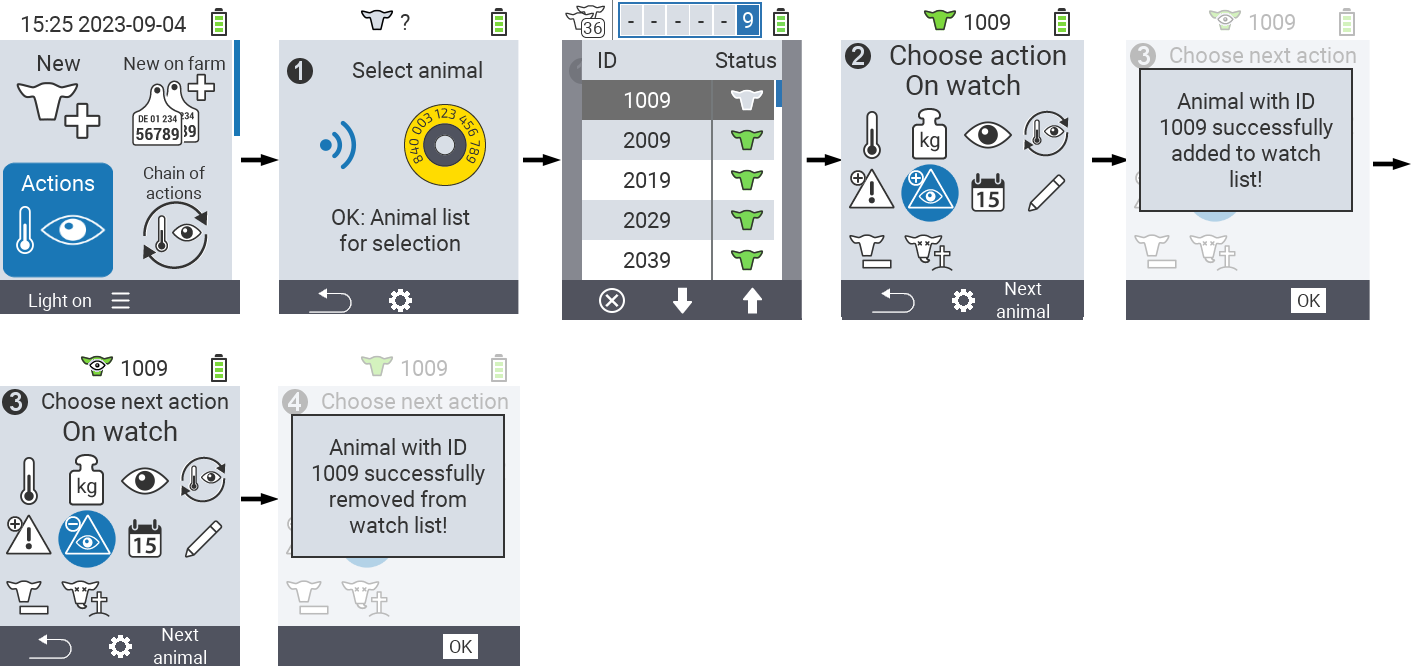 15:25 2023-09-04
New
New on farm
DE 01 234
56789
234
89
Actions
Chain of
actions
Light on
?
1
Select animal
840 003 123 456 789
OK: Animal list
for selection
36
- - - - - 9
ID Status
1009
2009
2019
2029
2039
1009
2 Choose action
On watch
kg
15
Next
animal
1009
3 Choose next action
Animal with ID
1009 successfully
added to watch
list!
OK
1009
3 Choose next action
On watch
kg
15
Next
animal
1009
4 Choose next action
Animal with ID
1009 successfully
removed from
watch list!
OK